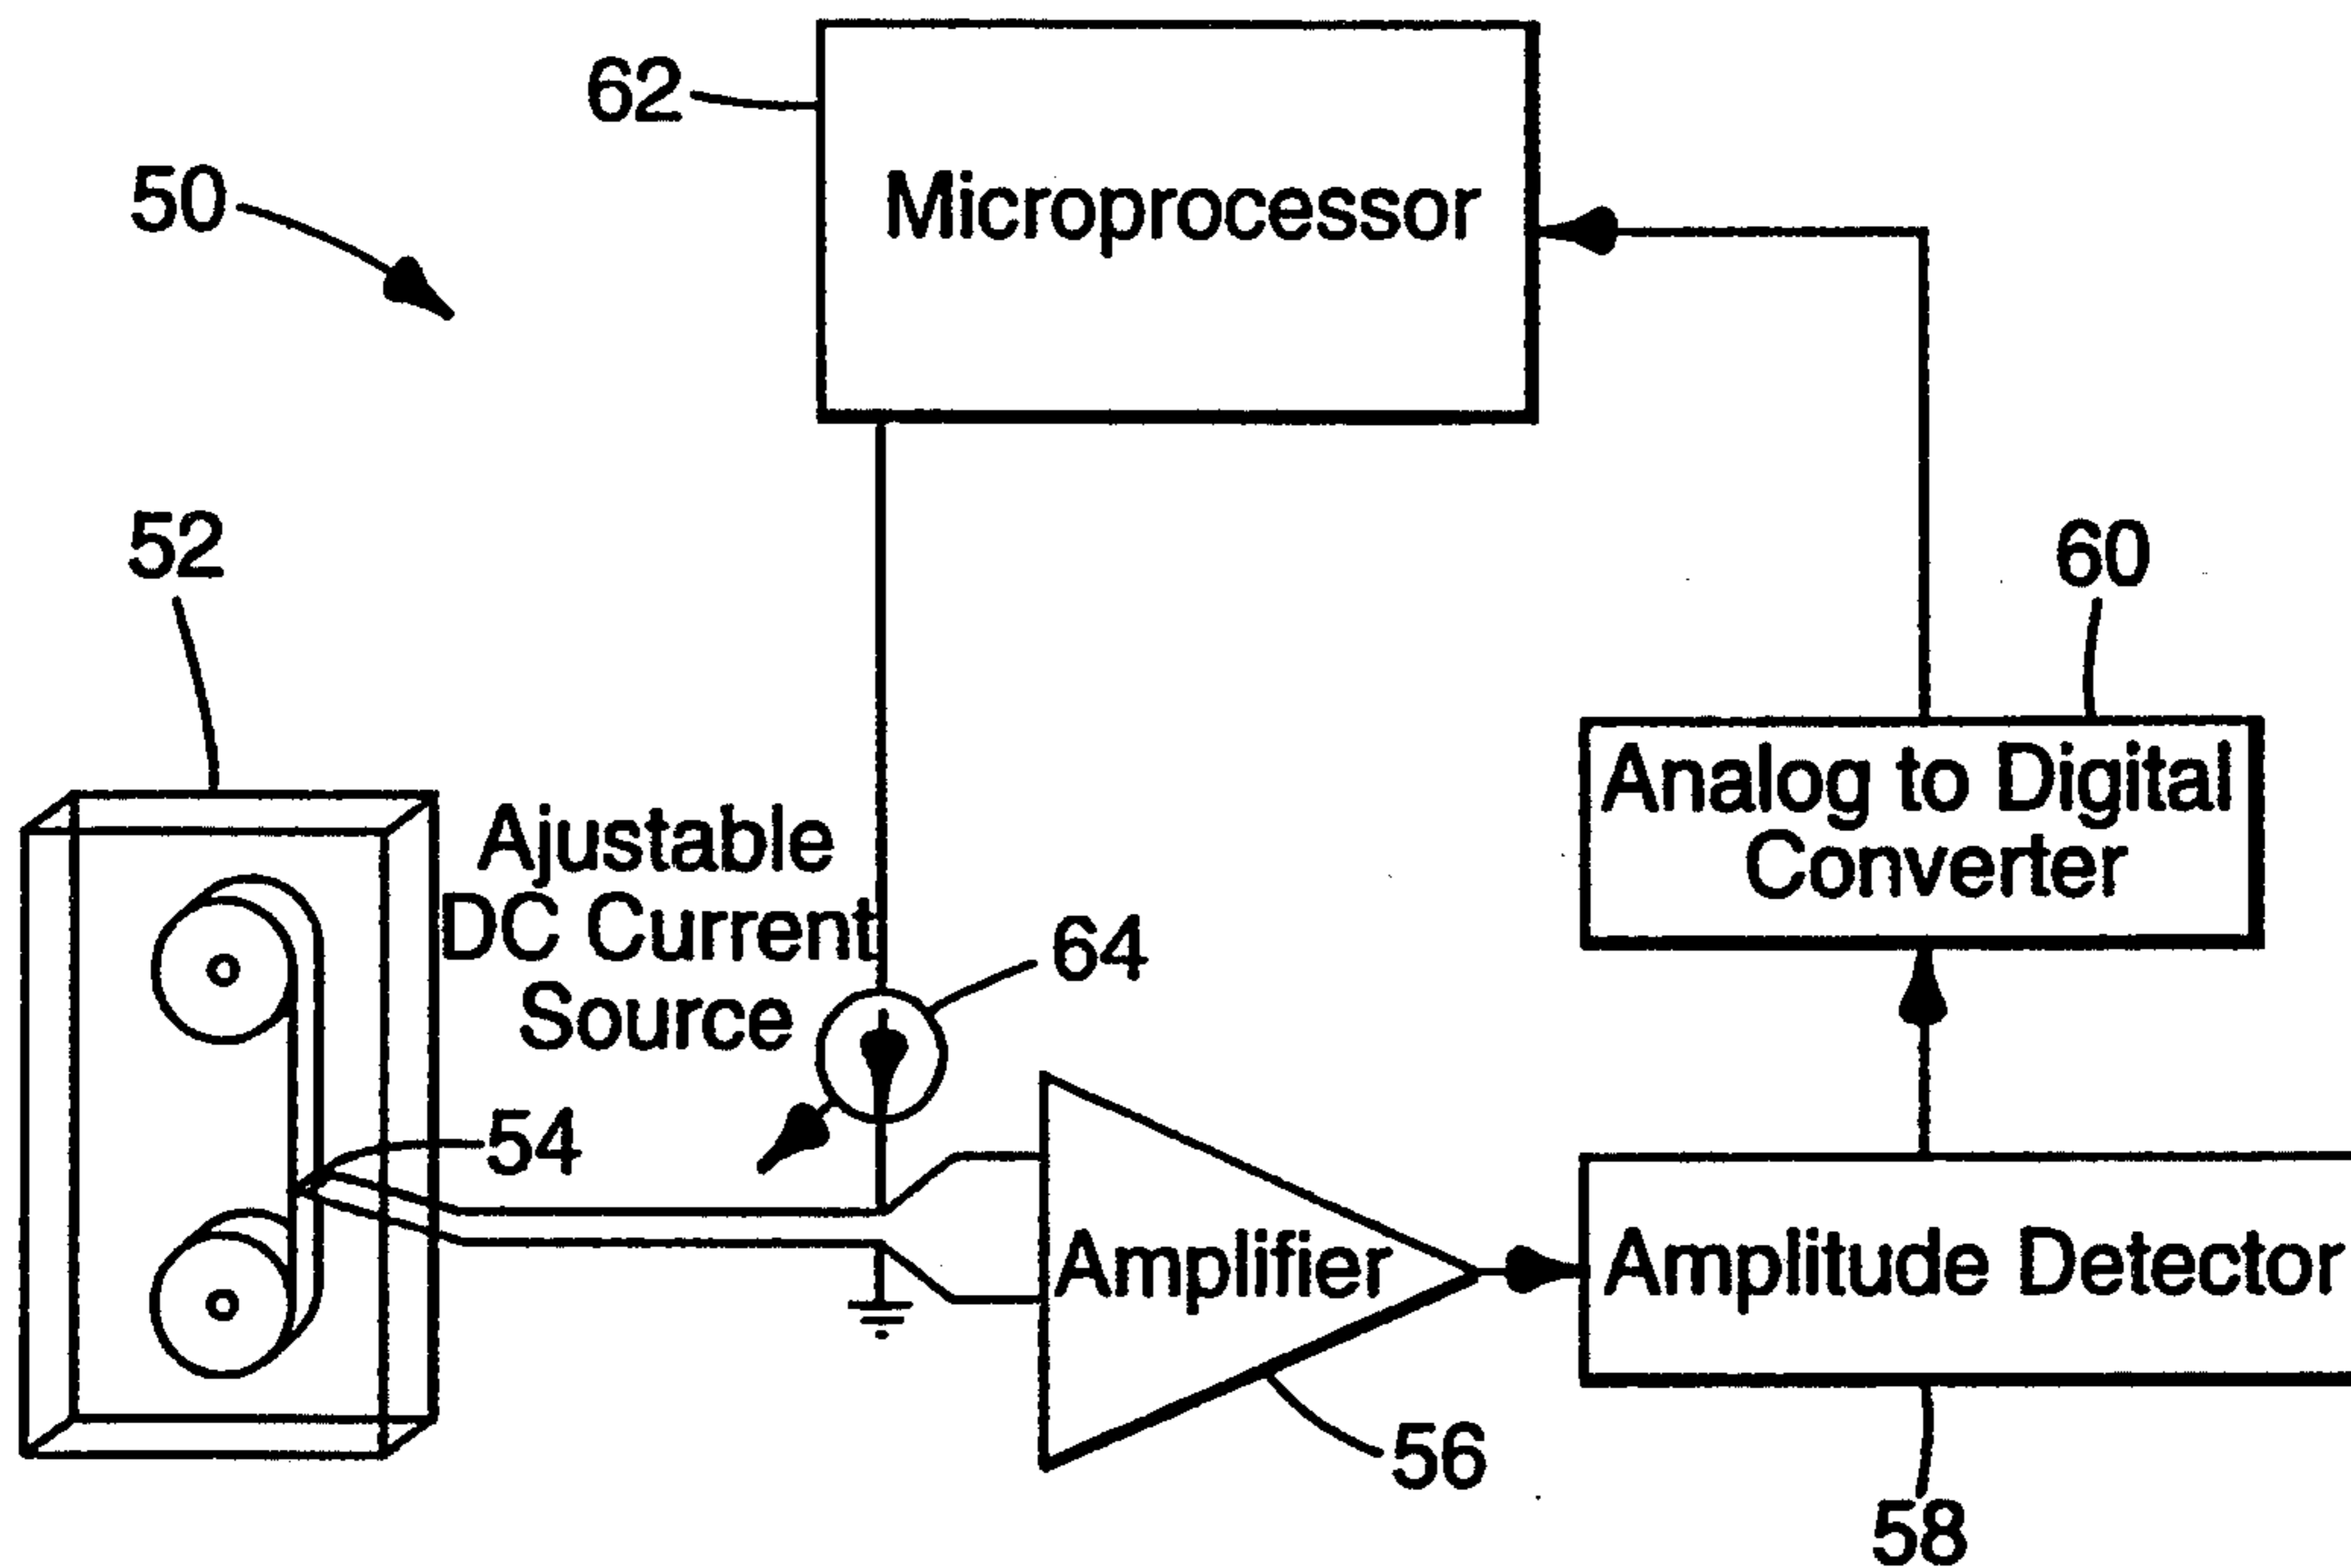 62
Microprocessor
50
52
60
Analog to Digital
Converter
Ajustable
DC Current
Source
64
54
Amplifier
Amplitude Detector
56
58